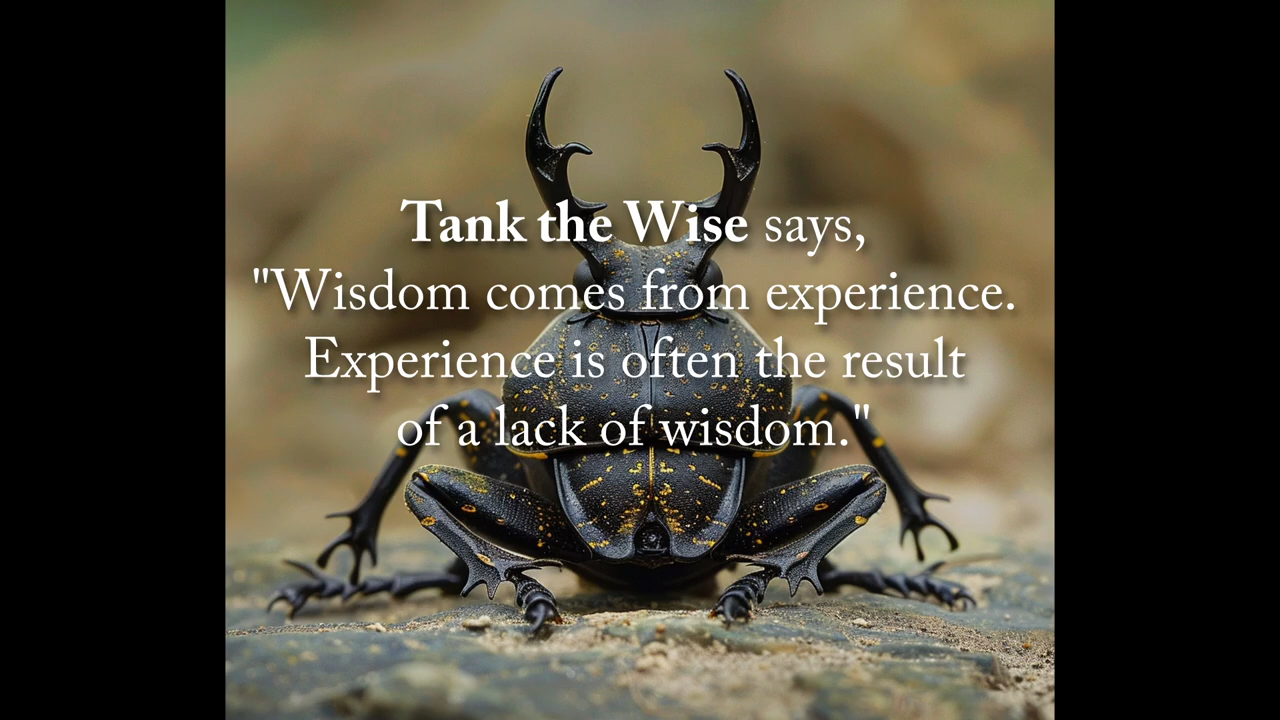 Tank the Wise says,
"Wisdom comes from experience.
Experience is often the result
of a lack of wisdom."